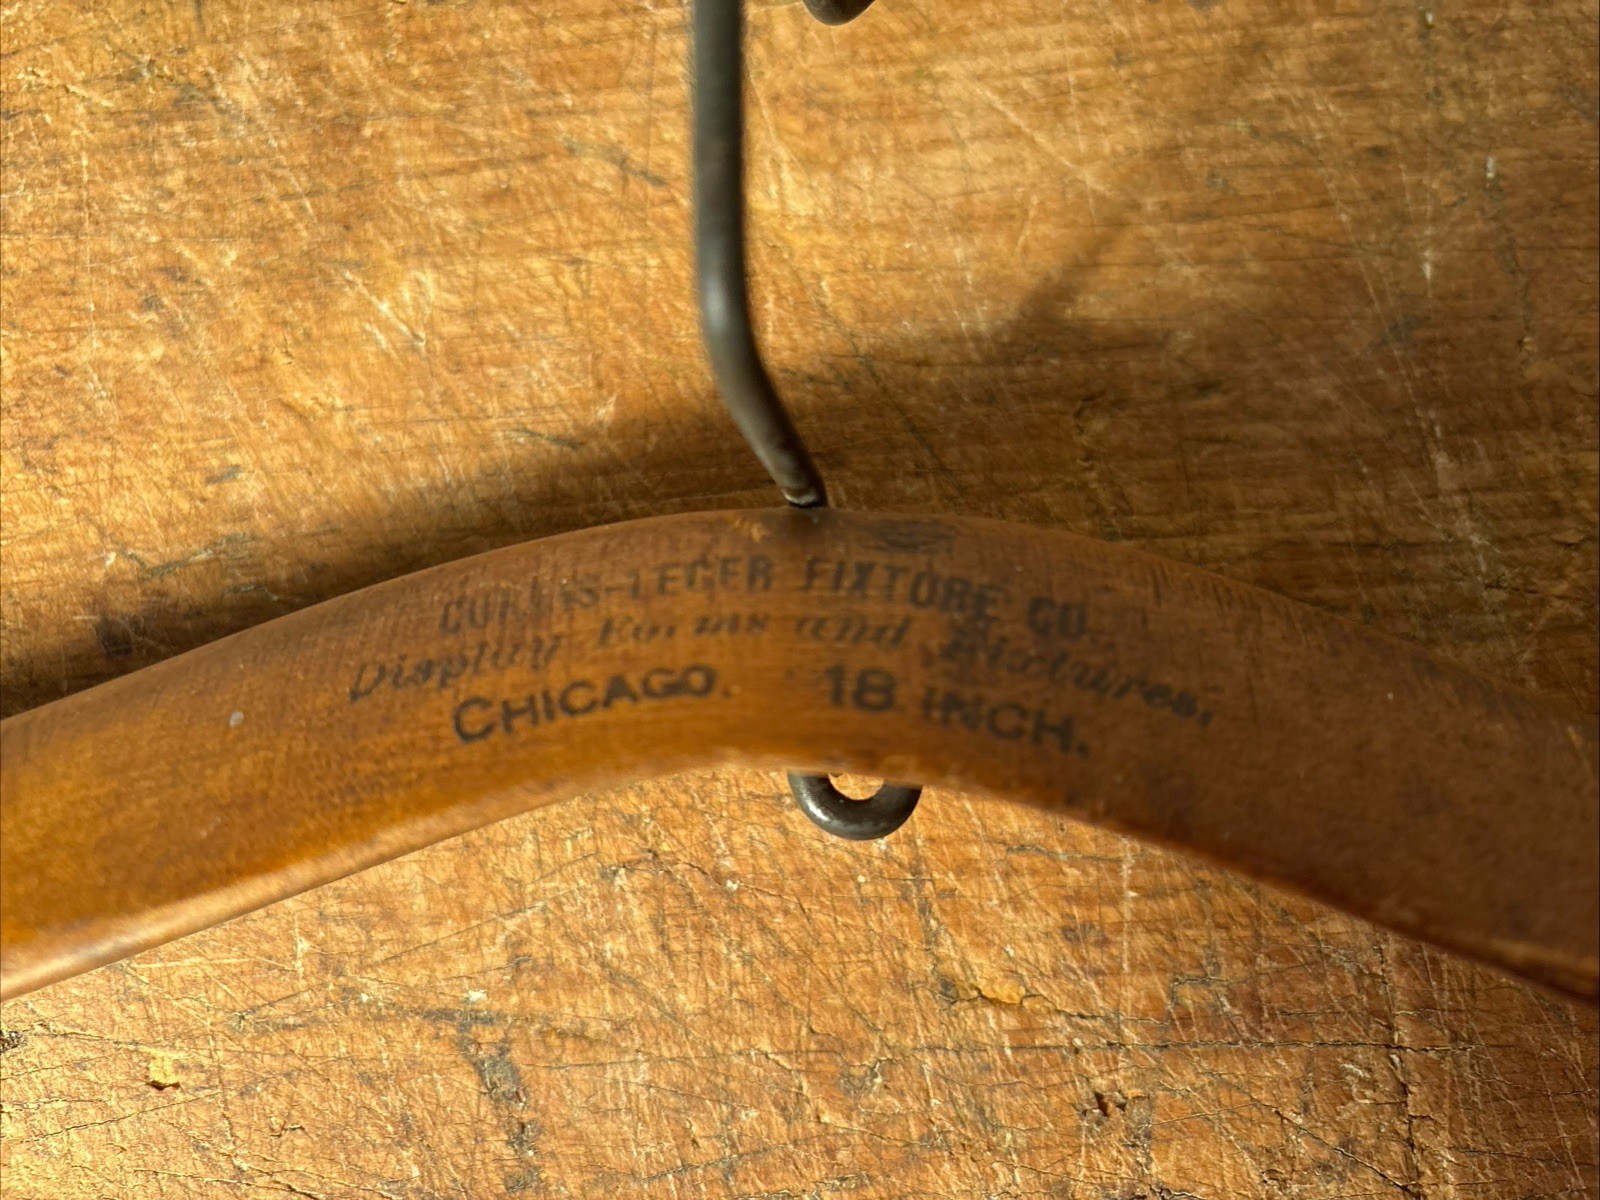 CURTIS-LEGER FIXTURE CO.
Display Forms and Fixtures,
CHICAGO. 18 INCH.